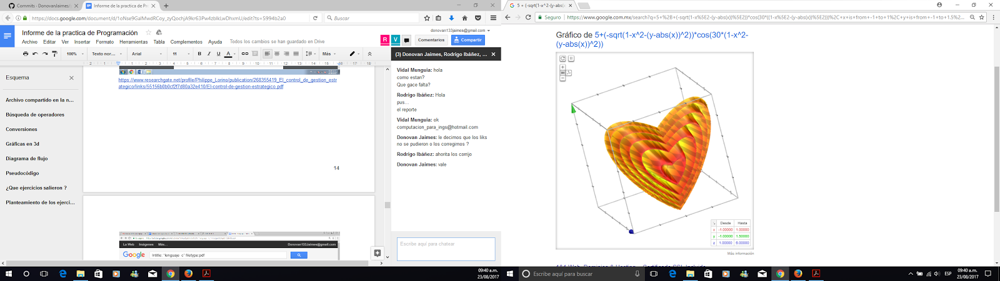 Commits · DonovanJaimes/
Informe de la practica de Prog
https://docs.google.com/document/d/1oNse9GalMwdRCoy_zyQochjA9kr63Pw4zblkLwDhxmU/edit?ts=5994b2a0
Buscar
Informe de la practica de Programación
donovan133jaimes@gmail.com
Archivo Editar Ver Insertar Formato Herramientas Tabla Complementos Ayuda Todos los cambios se han guardado en Drive
R V
Comentarios
Compartir
100% Texto nor... Arial 11 B I U A Más
Esquema
Archivo compartido en la n...
Búsqueda de operadores
Conversiones
Gráficas en 3d
Diagrama de flujo
Pseudocódigo
¿Que ejercicios salieron ?
Planteamiento de los ejerci...
https://www.researchgate.net/profile/Philippe_Lorino/publication/268355419_El_control_de_gestion_estr
ategico/links/55156b0b0cf2f7d80a32e410/El-control-de-gestion-estrategico.pdf
14
La Web Imágenes Más... Donovan133Jaimes@gmail.com
Google
intitle: "lenguaje c" filetype:pdf
(3) Donovan Jaimes, Rodrigo Ibáñez, ...
Vidal Munguia: hola
como estan?
Que gace falta?
Rodrigo Ibáñez: Hola
pus...
el reporte
Vidal Munguia: ok
computacion_para_ings@hotmail.com
Donovan Jaimes: le decimos que los liks
no se pudieron o los corregimos ?
Rodrigo Ibáñez: ahorita los corrijo
Donovan Jaimes: vale
Escribe aquí para chatear
09:40 a.m.
23/08/2017
5 + (-sqrt(1-x^2-(y-abs(x
Seguro
https://www.google.com.mx/search?q=5+%2B+(-sqrt(1-x%5E2-(y-abs(x))%5E2))*cos(30*((1-x%5E2-(y-abs(x))%5E2)))%2C+x+is+from+-1+to+1%2C+y+is+from+-1+to+1.5%2...
Gráfico de 5+(-sqrt(1-x^2-(y-abs(x))^2))*cos(30*(1-x^2-
(y-abs(x))^2))
Desde Hasta
x -1.00000 1.00000
y -1.00000 1.50000
z 1.00000 6.00000
Más información
Escribe aquí para buscar
ESP
09:40 a.m.
23/08/2017